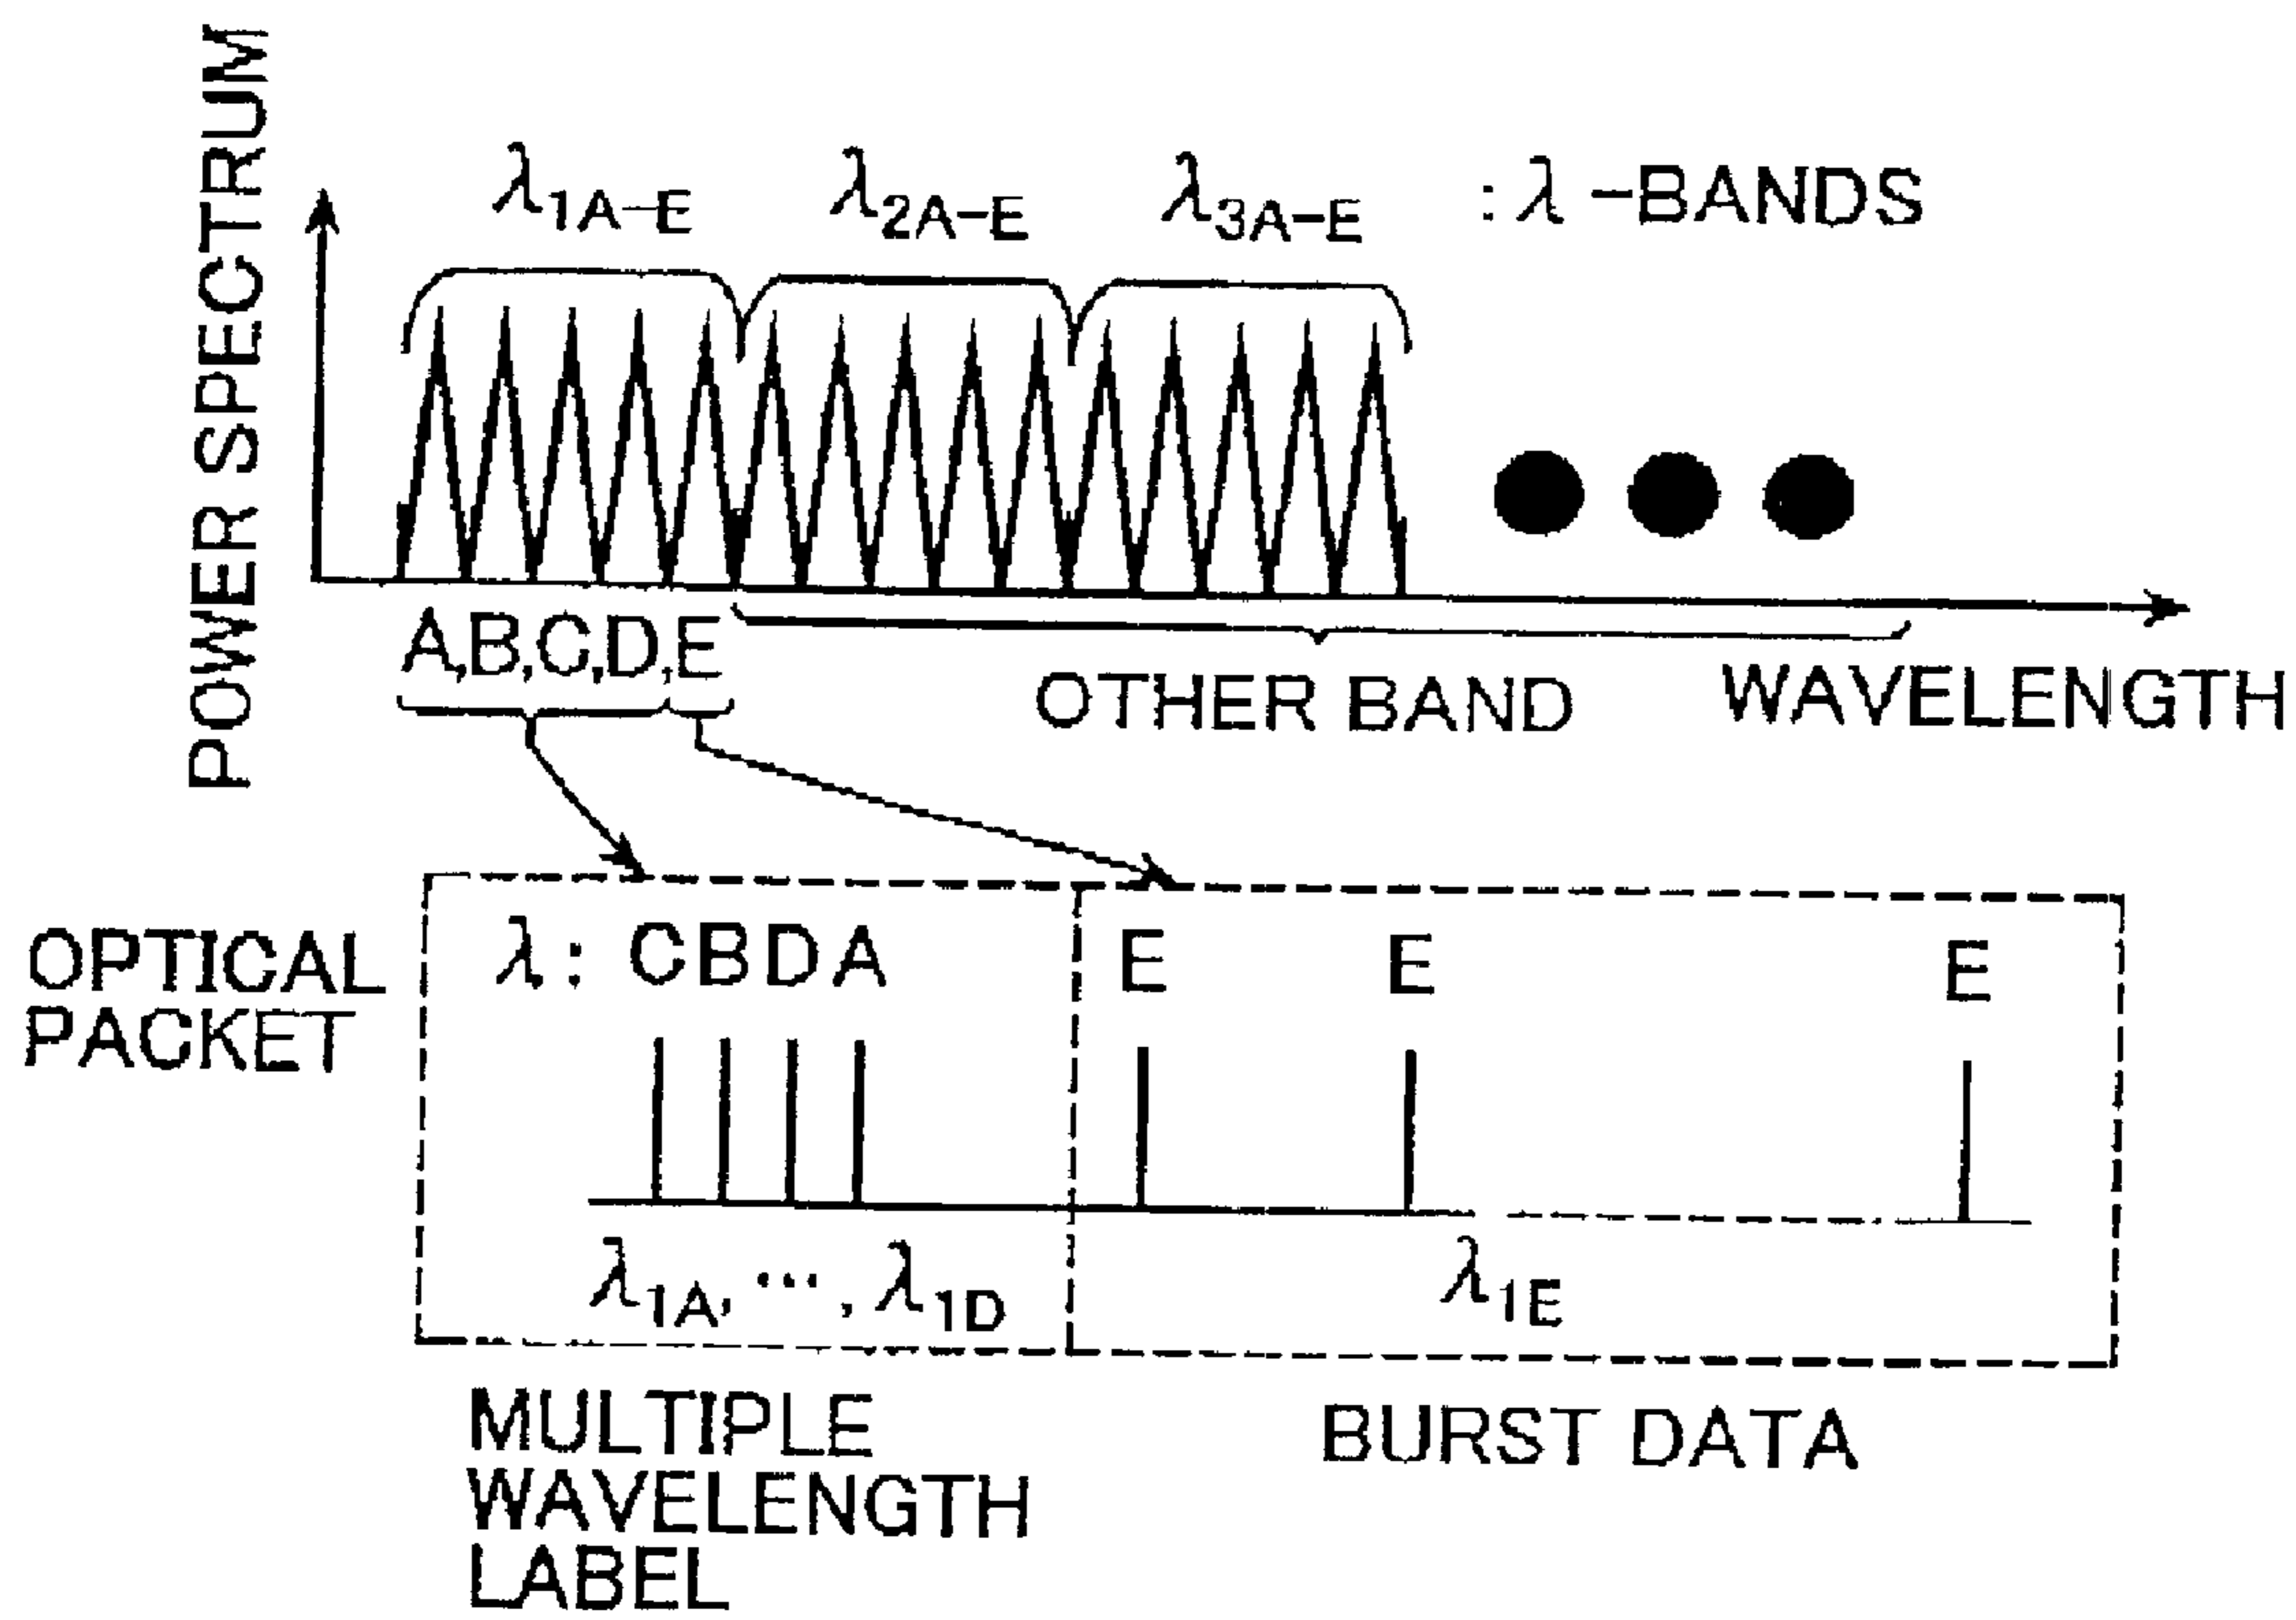 POWER SPECTRUM
λ1A-E λ2A-E λ3A-E : λ-BANDS
A,B,C,D,E
OTHER BAND
WAVELENGTH
OPTICAL
PACKET
λ: C B D A E E E
λ1A, ··· , λ1D λ1E
MULTIPLE
WAVELENGTH
LABEL
BURST DATA